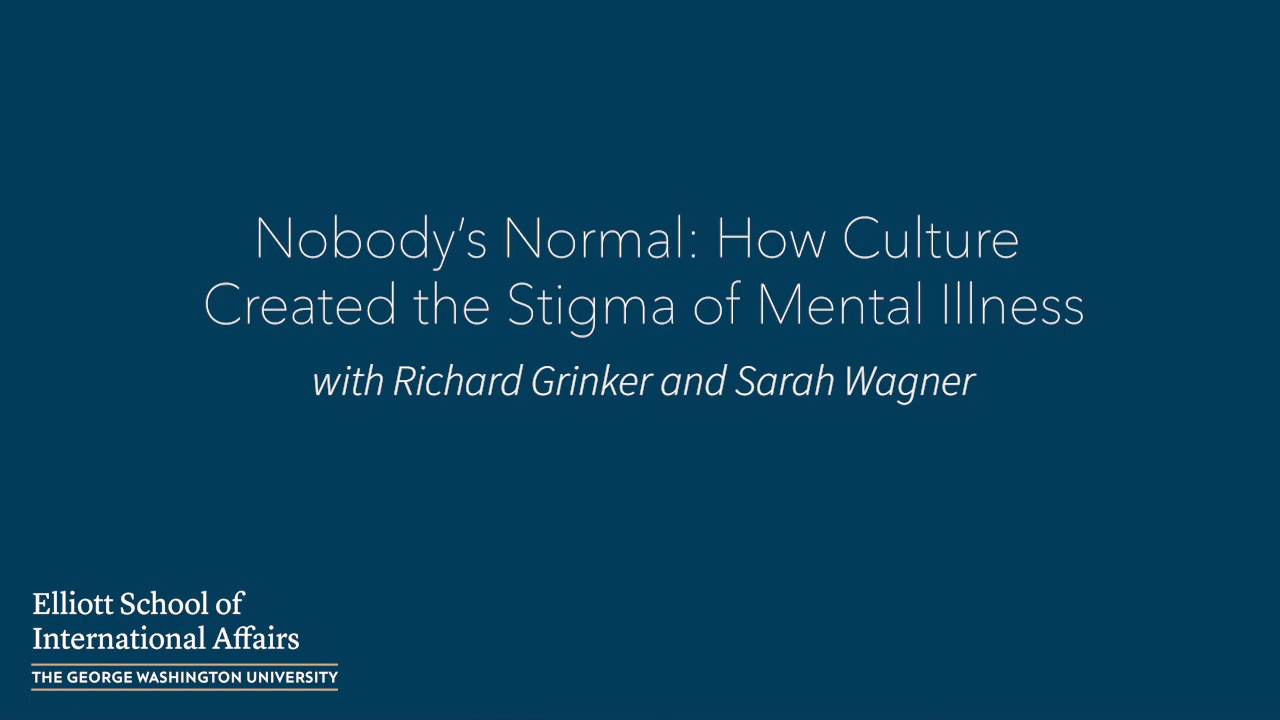 Nobody’s Normal: How Culture
Created the Stigma of Mental Illness
with Richard Grinker and Sarah Wagner
Elliott School of
International Affairs
THE GEORGE WASHINGTON UNIVERSITY